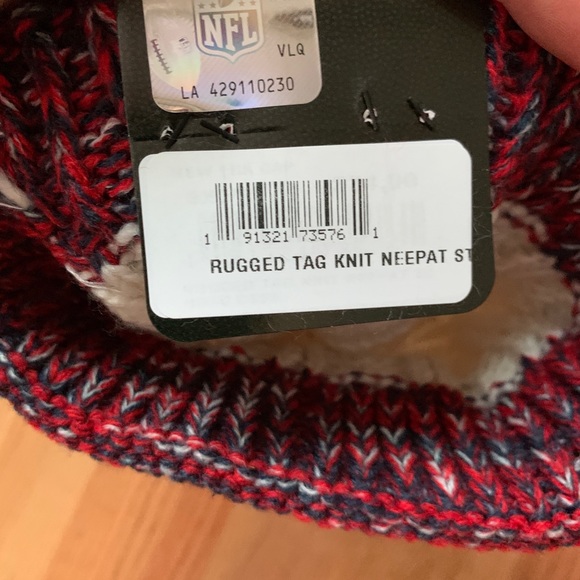 NFL
VLQ
LA 429110230
1 91321 73576 1
RUGGED TAG KNIT NEEPAT ST